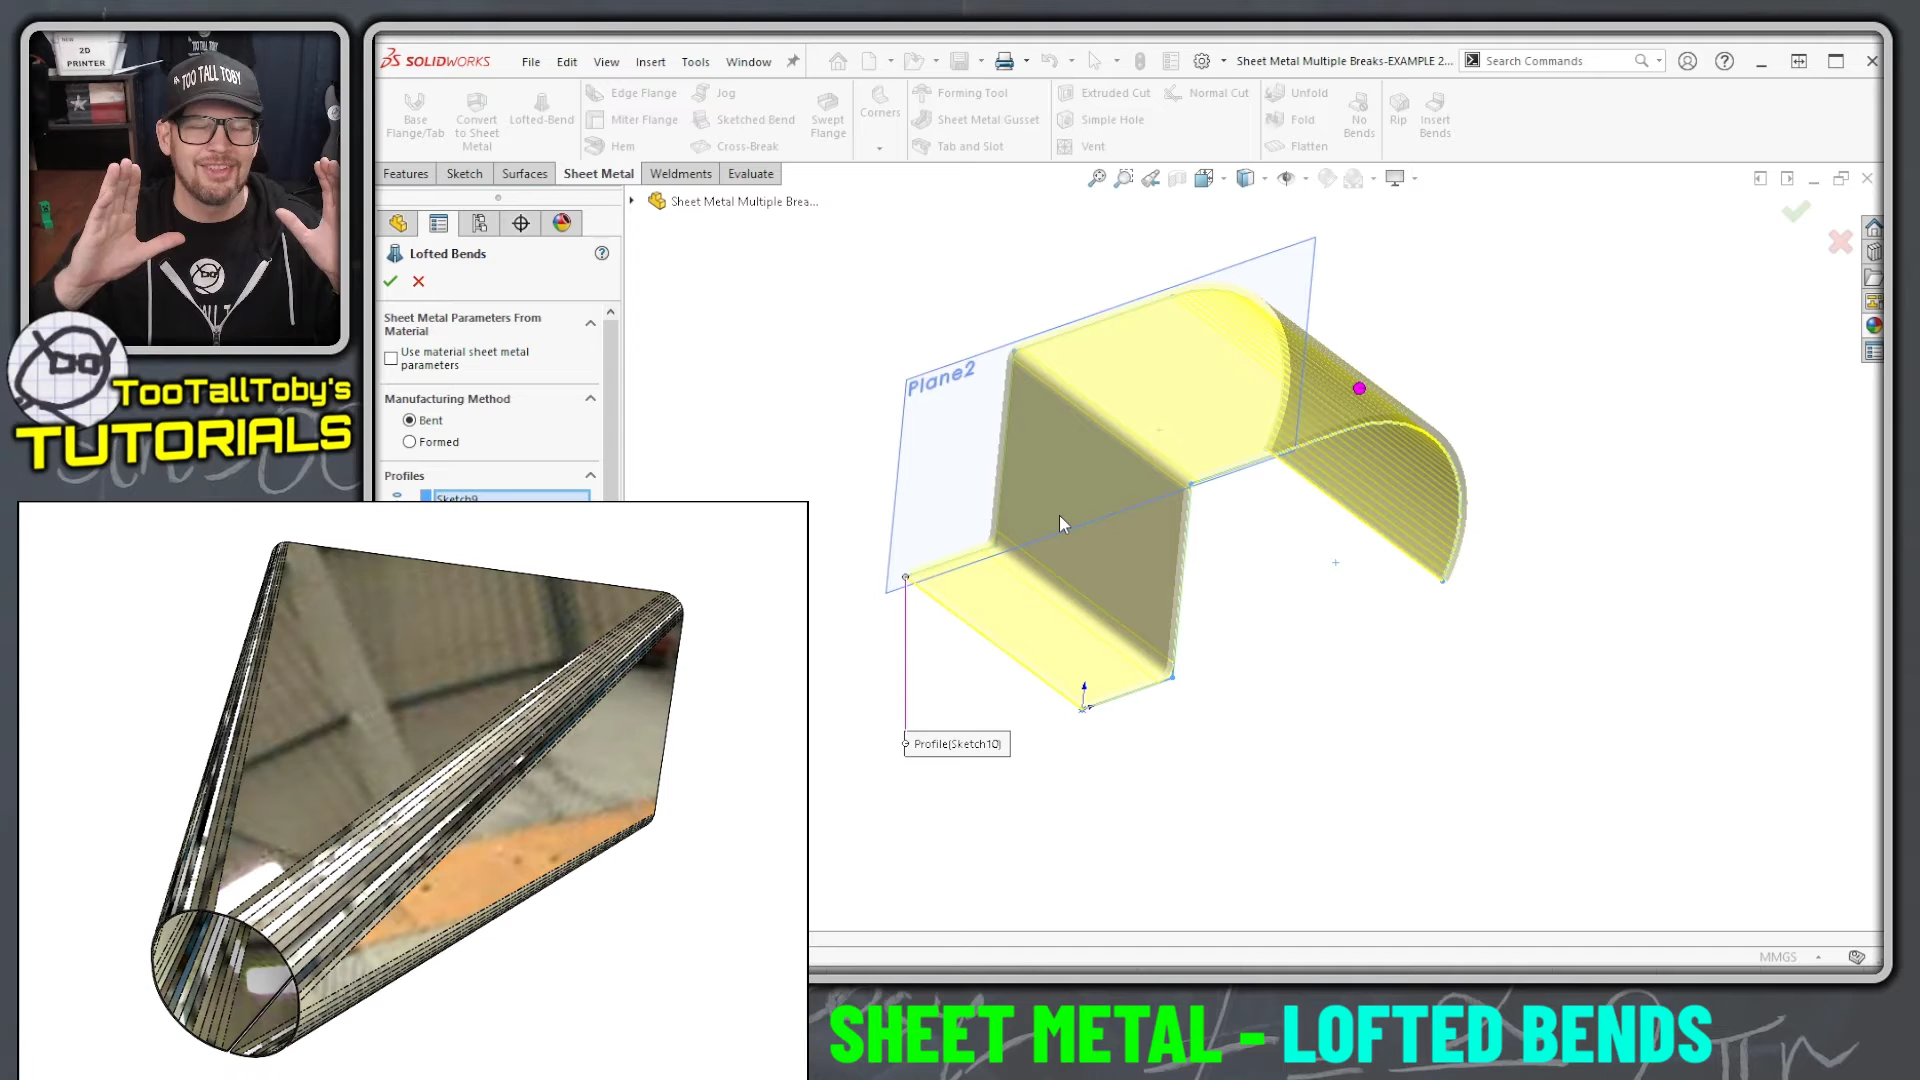 NEW
2D
PRINTER
TOO TALL TOBY
TooTallToby's
TUTORIALS
SOLIDWORKS
File Edit View Insert Tools Window
Sheet Metal Multiple Breaks-EXAMPLE 2...
Search Commands
Base Flange/Tab
Convert to Sheet Metal
Lofted-Bend
Edge Flange
Miter Flange
Hem
Jog
Sketched Bend
Cross-Break
Swept Flange
Corners
Forming Tool
Sheet Metal Gusset
Tab and Slot
Extruded Cut
Simple Hole
Vent
Normal Cut
Unfold
Fold
Flatten
No Bends
Rip
Insert Bends
Features Sketch Surfaces Sheet Metal Weldments Evaluate
Sheet Metal Multiple Brea...
Lofted Bends
Sheet Metal Parameters From
Material
Use material sheet metal
parameters
Manufacturing Method
Bent
Formed
Profiles
Sketch9
Plane2
Profile(Sketch10)
MMGS
SHEET METAL - LOFTED BENDS